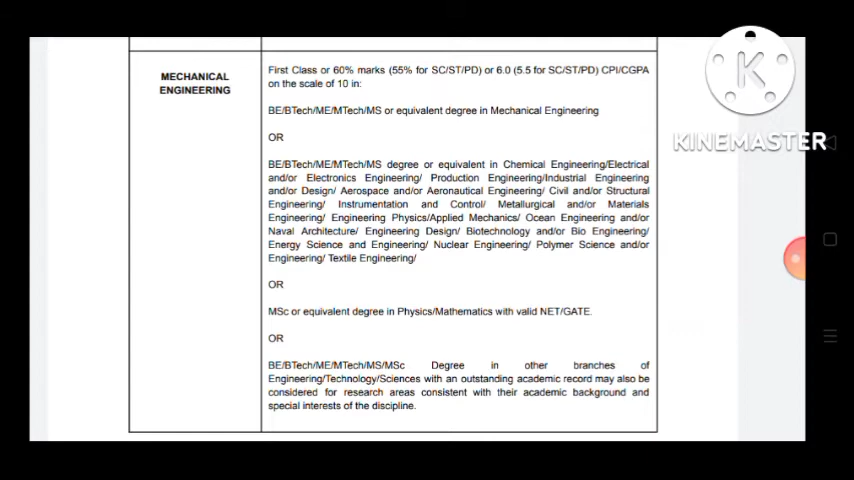 MECHANICAL
ENGINEERING
First Class or 60% marks (55% for SC/ST/PD) or 6.0 (5.5 for SC/ST/PD) CPI/CGPA
on the scale of 10 in:
BE/BTech/ME/MTech/MS or equivalent degree in Mechanical Engineering
OR
BE/BTech/ME/MTech/MS degree or equivalent in Chemical Engineering/Electrical
and/or Electronics Engineering/ Production Engineering/Industrial Engineering
and/or Design/ Aerospace and/or Aeronautical Engineering/ Civil and/or Structural
Engineering/ Instrumentation and Control/ Metallurgical and/or Materials
Engineering/ Engineering Physics/Applied Mechanics/ Ocean Engineering and/or
Naval Architecture/ Engineering Design/ Biotechnology and/or Bio Engineering/
Energy Science and Engineering/ Nuclear Engineering/ Polymer Science and/or
Engineering/ Textile Engineering/
OR
MSc or equivalent degree in Physics/Mathematics with valid NET/GATE.
OR
BE/BTech/ME/MTech/MS/MSc Degree in other branches of
Engineering/Technology/Sciences with an outstanding academic record may also be
considered for research areas consistent with their academic background and
special interests of the discipline.
K
KINEMASTER